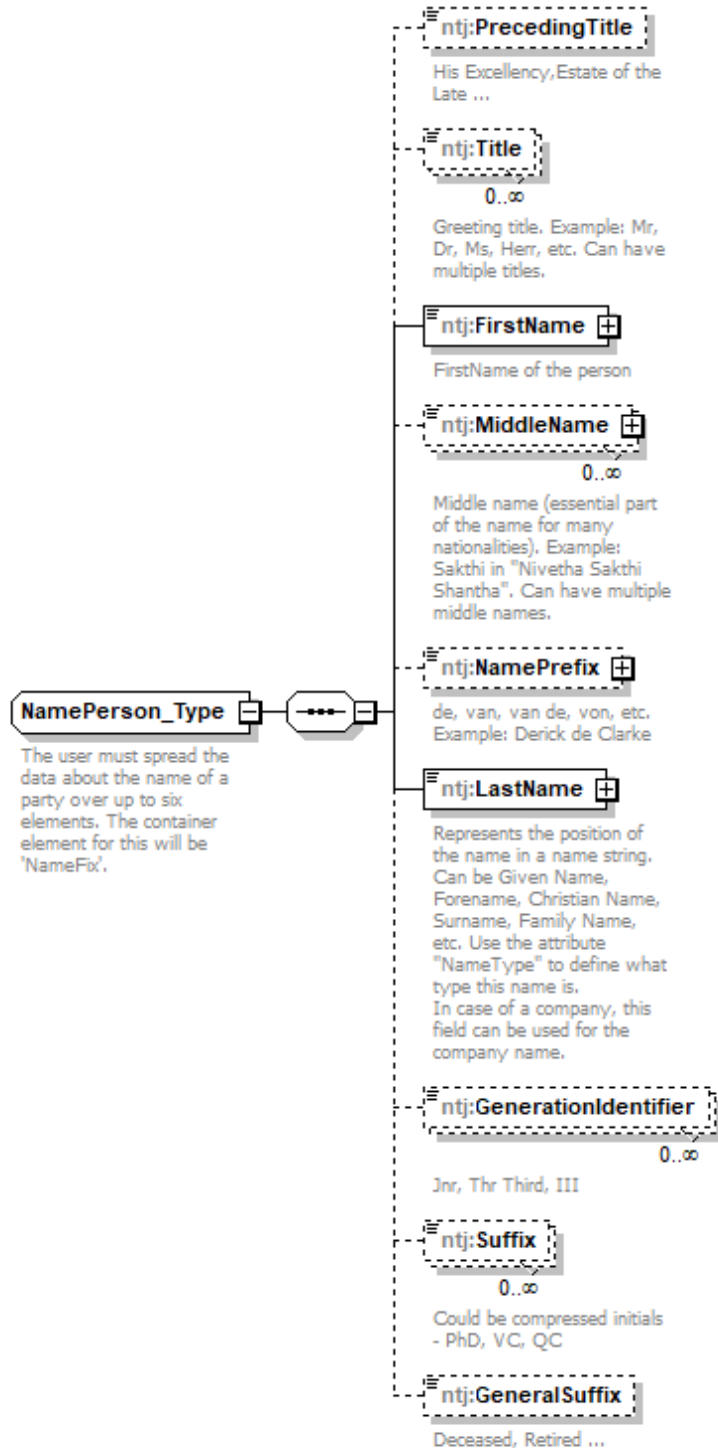 ntj:PrecedingTitle
His Excellency,Estate of the
Late ...
ntj:Title
0..∞
Greeting title. Example: Mr,
Dr, Ms, Herr, etc. Can have
multiple titles.
ntj:FirstName
FirstName of the person
ntj:MiddleName
0..∞
Middle name (essential part
of the name for many
nationalities). Example:
Sakthi in "Nivetha Sakthi
Shantha". Can have multiple
middle names.
ntj:NamePrefix
de, van, van de, von, etc.
Example: Derick de Clarke
NamePerson_Type
The user must spread the
data about the name of a
party over up to six
elements. The container
element for this will be
'NameFix'.
ntj:LastName
Represents the position of
the name in a name string.
Can be Given Name,
Forename, Christian Name,
Surname, Family Name,
etc. Use the attribute
"NameType" to define what
type this name is.
In case of a company, this
field can be used for the
company name.
ntj:GenerationIdentifier
0..∞
Jnr, Thr Third, III
ntj:Suffix
0..∞
Could be compressed initials
- PhD, VC, QC
ntj:GeneralSuffix
Deceased, Retired ...